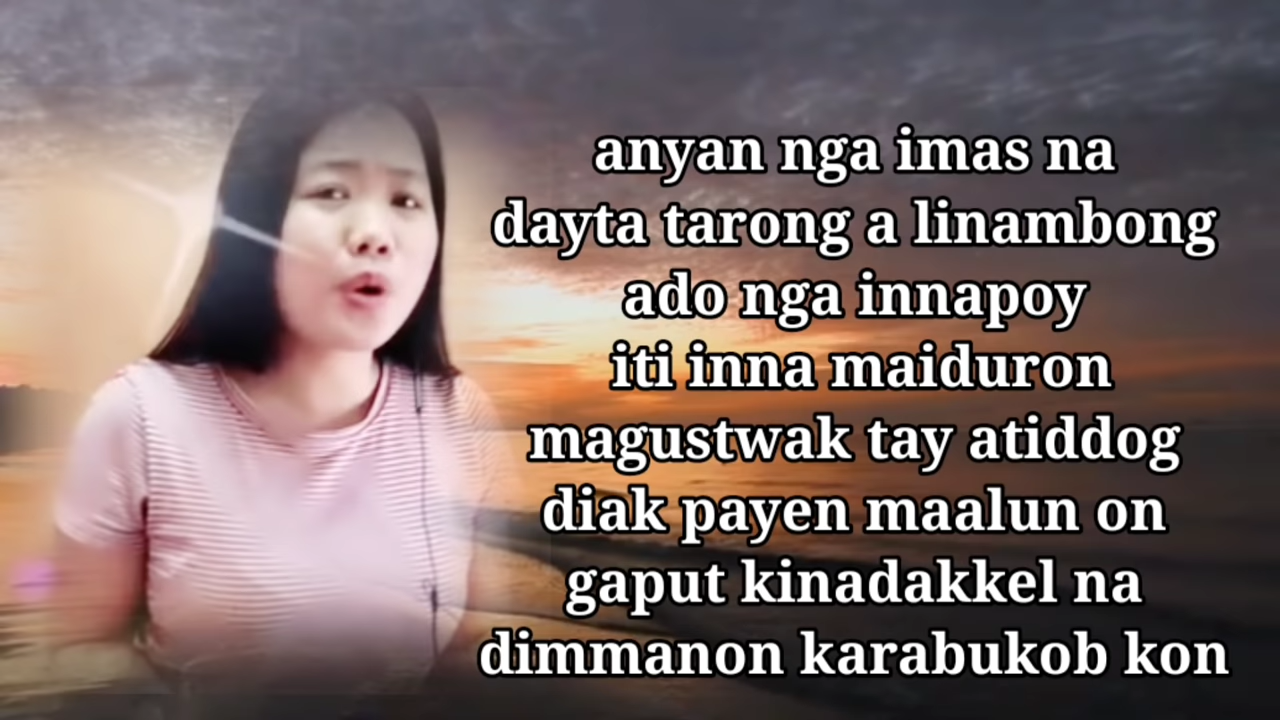 anyan nga imas na
dayta tarong a linambong
ado nga innapoy
iti inna maiduron
magustwak tay atiddog
diak payen maalun on
gaput kinadakkel na
dimmanon karabukob kon